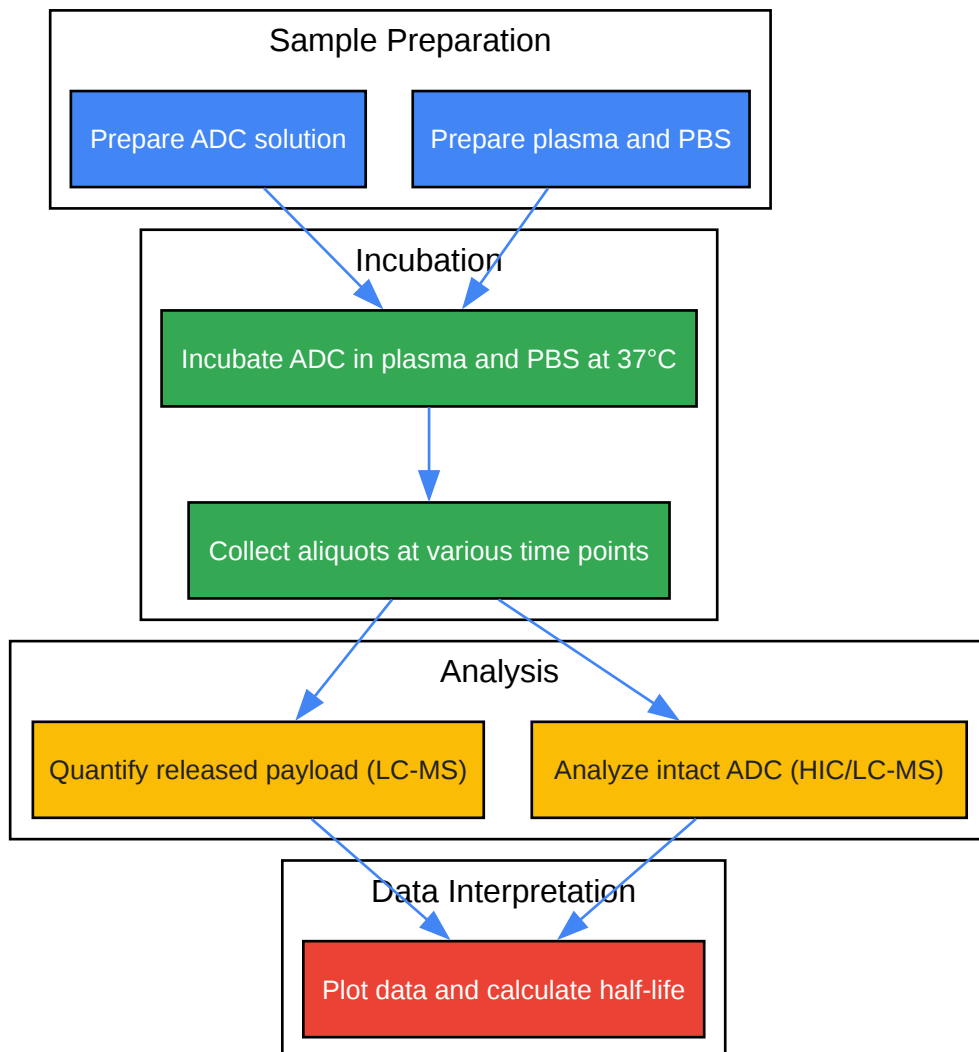 Sample Preparation
Prepare ADC solution
Prepare plasma and PBS
Incubation
Incubate ADC in plasma and PBS at 37°C
Collect aliquots at various time points
Analysis
Quantify released payload (LC-MS)
Analyze intact ADC (HIC/LC-MS)
Data Interpretation
Plot data and calculate half-life